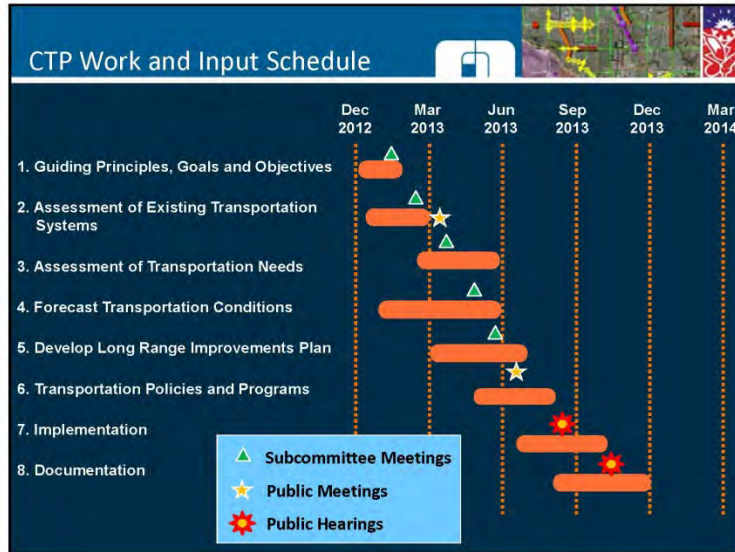 CTP Work and Input Schedule
Dec Mar Jun Sep Dec Mar
2012 2013 2013 2013 2013 2014
1. Guiding Principles, Goals and Objectives
2. Assessment of Existing Transportation
Systems
3. Assessment of Transportation Needs
4. Forecast Transportation Conditions
5. Develop Long Range Improvements Plan
6. Transportation Policies and Programs
7. Implementation
8. Documentation
Subcommittee Meetings
Public Meetings
Public Hearings